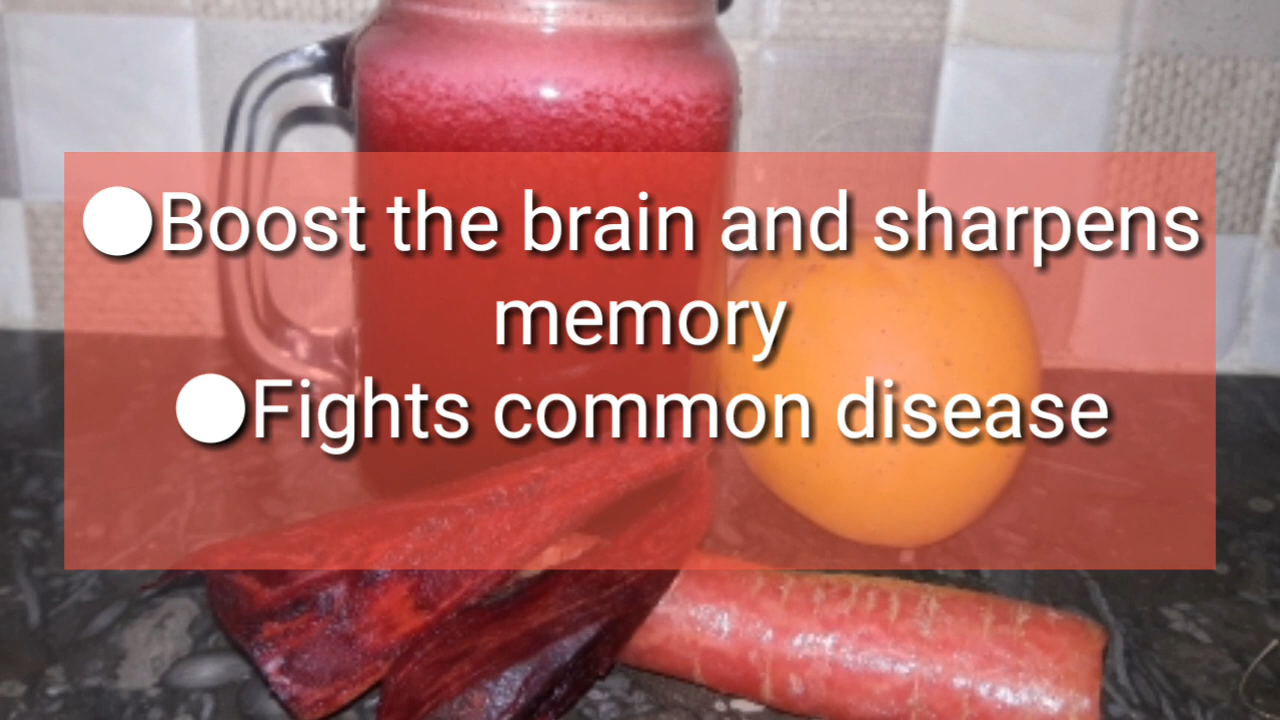 ●Boost the brain and sharpens
memory
●Fights common disease